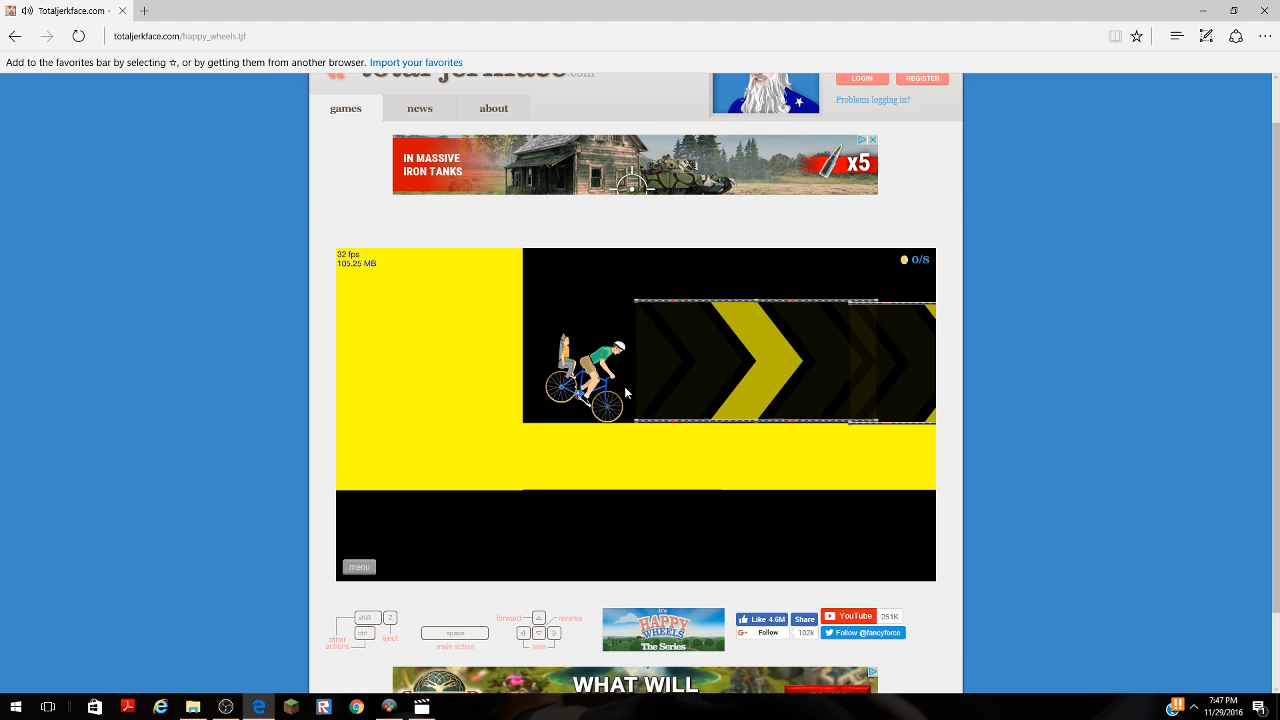 Totaljerkface.com -
totaljerkface.com/happy_wheels.tjf
Add to the favorites bar by selecting ☆, or by getting them from another browser. Import your favorites
total jerkface.com
LOGIN
REGISTER
Problems logging in?
games
news
about
IN MASSIVE
IRON TANKS
x5
32 fps
105.25 MB
0/8
menu
shift
Z
ctrl
eject
other
actions
space
main action
forward
reverse
lean
It's
HAPPY
WHEELS
The Series
Like 4.6M
Share
YouTube
251K
G+ Follow
102k
Follow @fancyforce
WHAT WILL
7:47 PM
11/29/2016